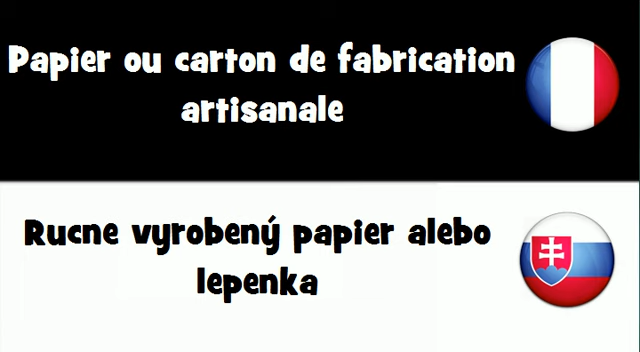 Papier ou carton de fabrication
artisanale
Rucne vyrobený papier alebo
lepenka